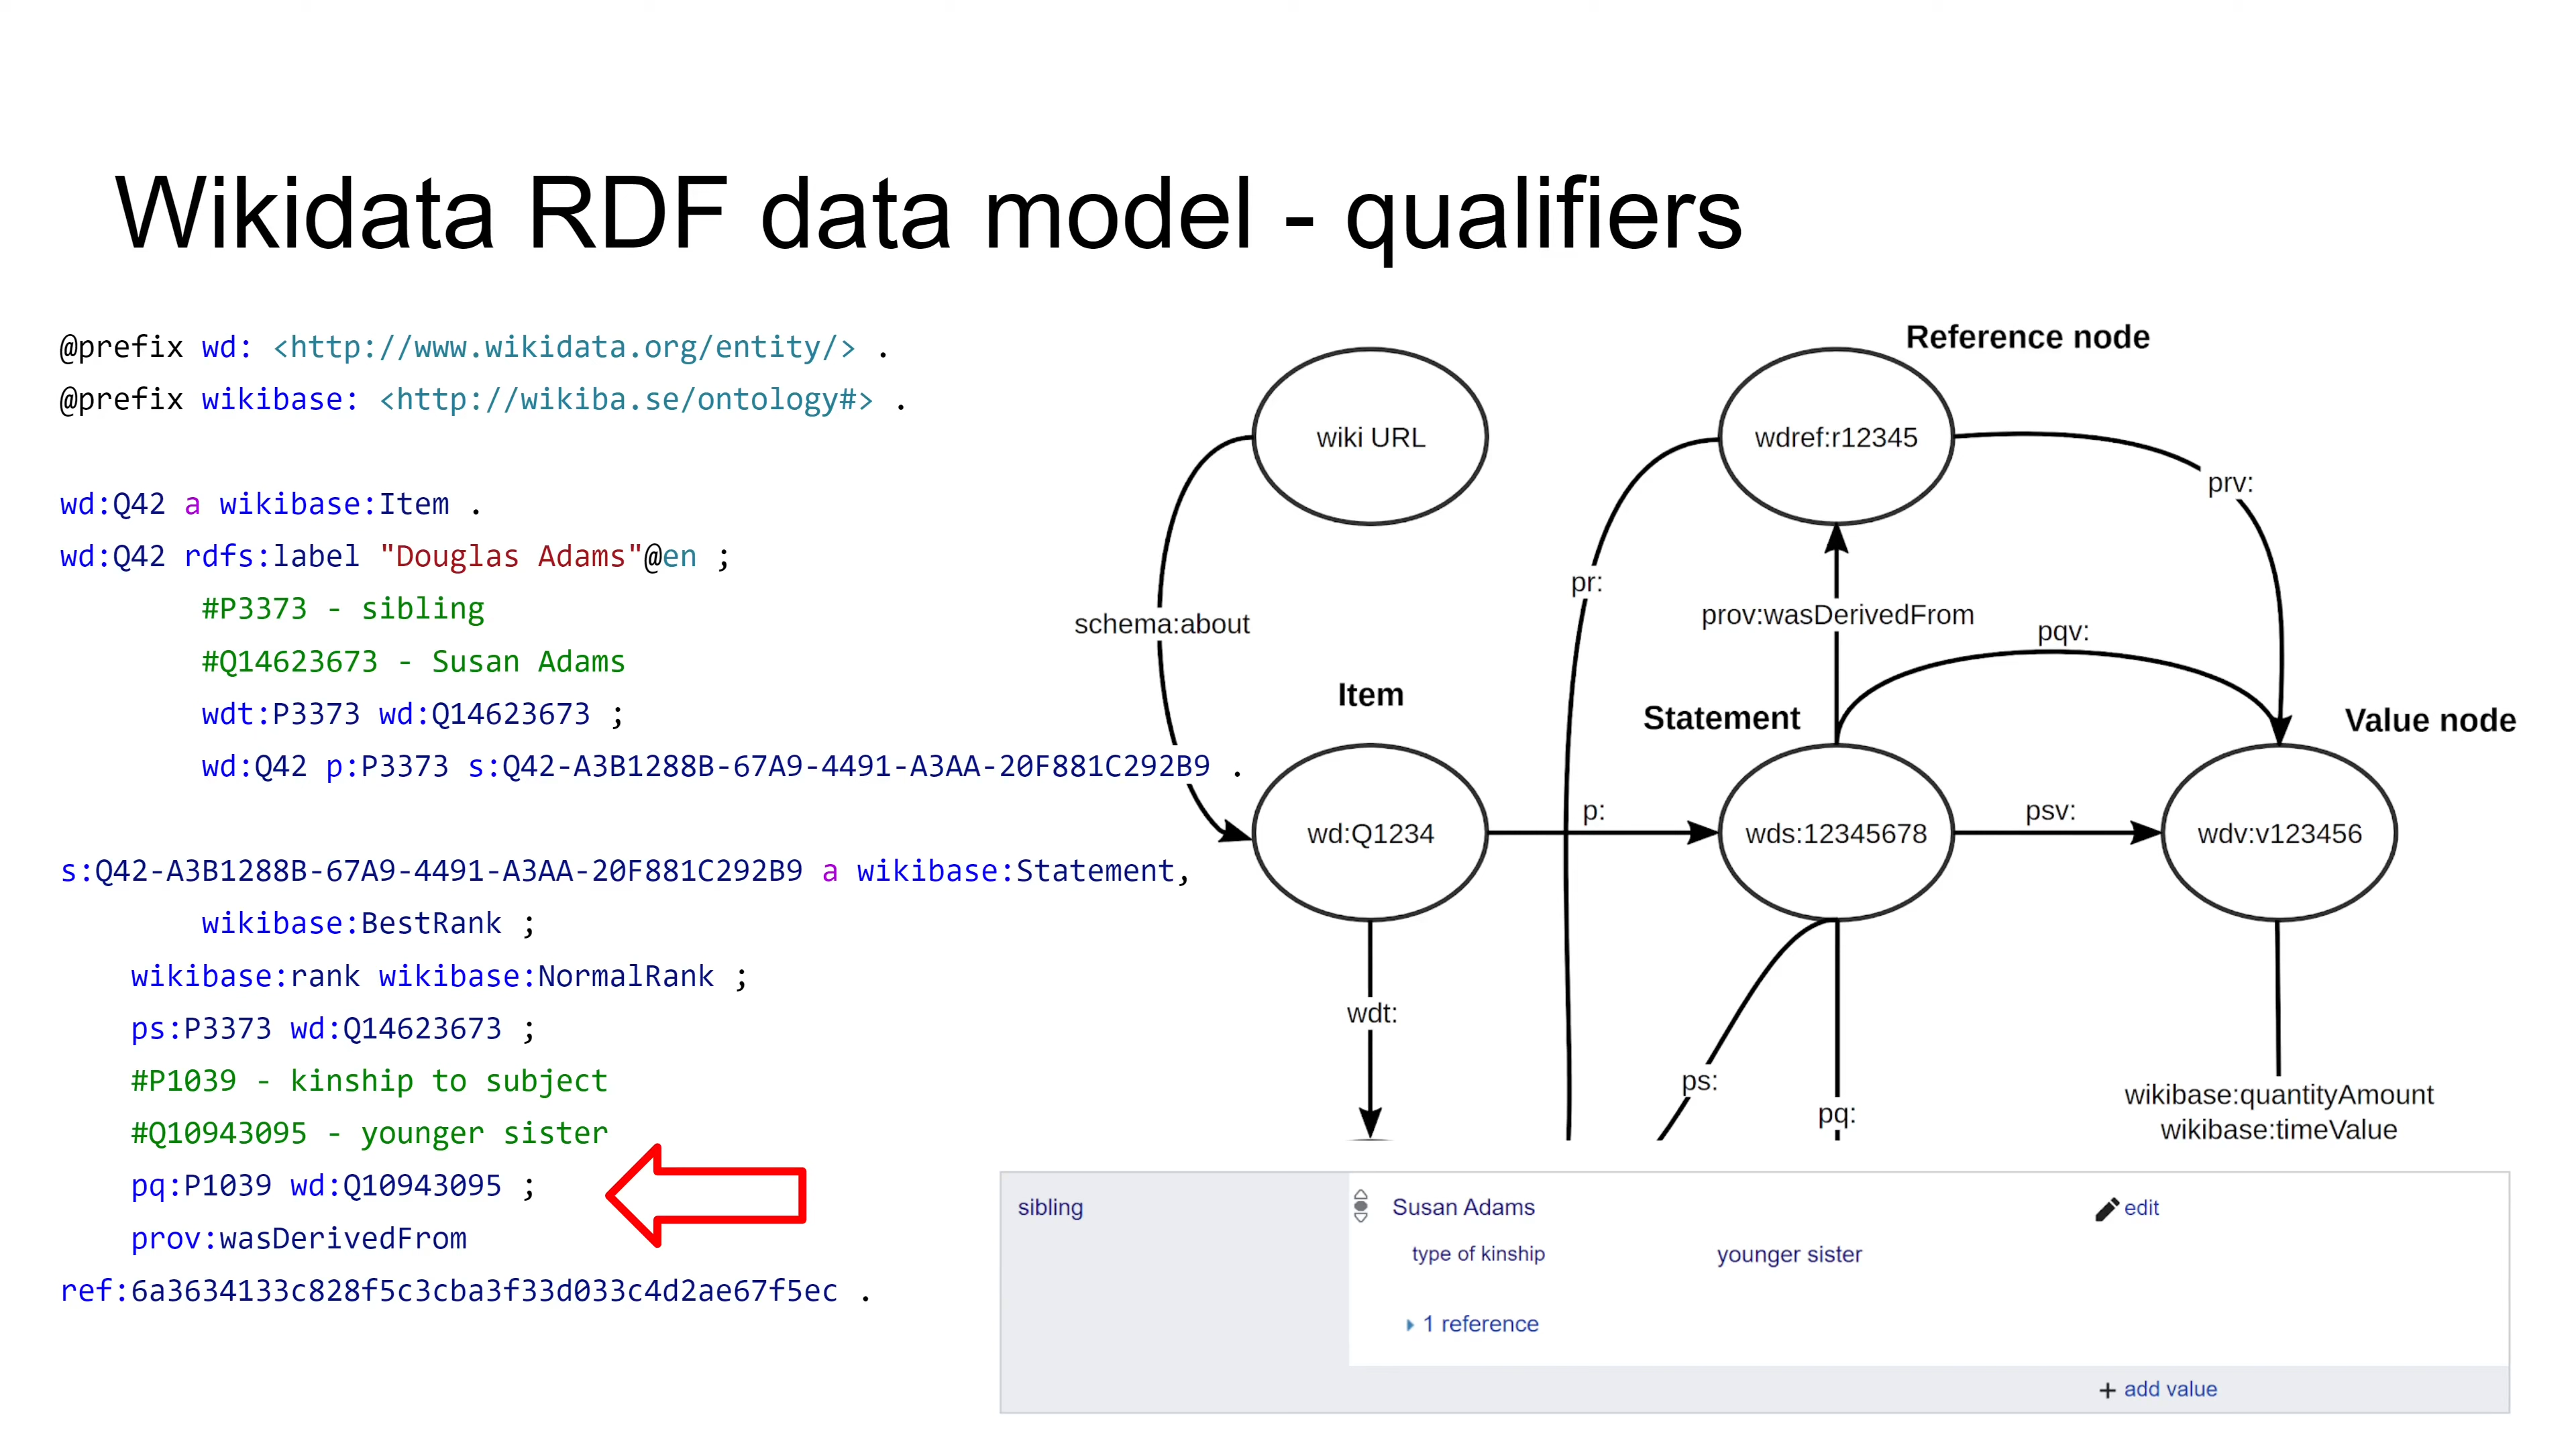 Wikidata RDF data model - qualifiers
@prefix wd: <http://www.wikidata.org/entity/> .
@prefix wikibase: <http://wikiba.se/ontology#> .
wd:Q42 a wikibase:Item .
wd:Q42 rdfs:label "Douglas Adams"@en ;
#P3373 - sibling
#Q14623673 - Susan Adams
wdt:P3373 wd:Q14623673 ;
wd:Q42 p:P3373 s:Q42-A3B1288B-67A9-4491-A3AA-20F881C292B9 .
s:Q42-A3B1288B-67A9-4491-A3AA-20F881C292B9 a wikibase:Statement,
wikibase:BestRank ;
wikibase:rank wikibase:NormalRank ;
ps:P3373 wd:Q14623673 ;
#P1039 - kinship to subject
#Q10943095 - younger sister
pq:P1039 wd:Q10943095 ;
prov:wasDerivedFrom
ref:6a3634133c828f5c3cba3f33d033c4d2ae67f5ec .
Reference node
wiki URL
wdref:r12345
prv:
pr:
schema:about
prov:wasDerivedFrom
pqv:
Item
Statement
Value node
p:
psv:
wd:Q1234
wds:12345678
wdv:v123456
wdt:
ps:
pq:
wikibase:quantityAmount
wikibase:timeValue
sibling
Susan Adams
edit
type of kinship
younger sister
1 reference
+ add value